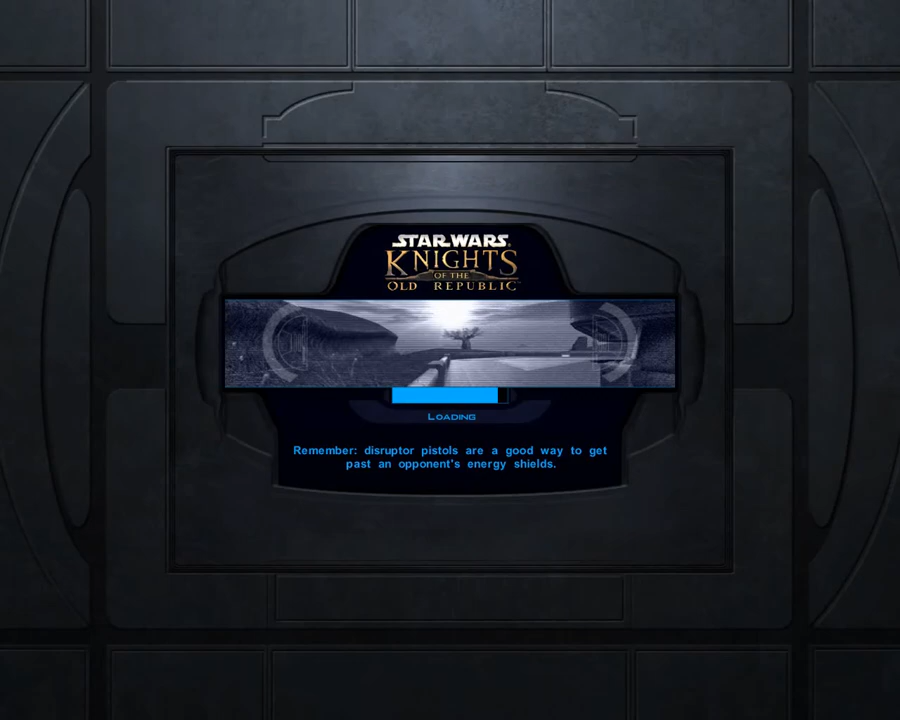 STAR WARS
KNIGHTS
OF THE
OLD REPUBLIC™
LOADING
Remember: disruptor pistols are a good way to get
past an opponent's energy shields.